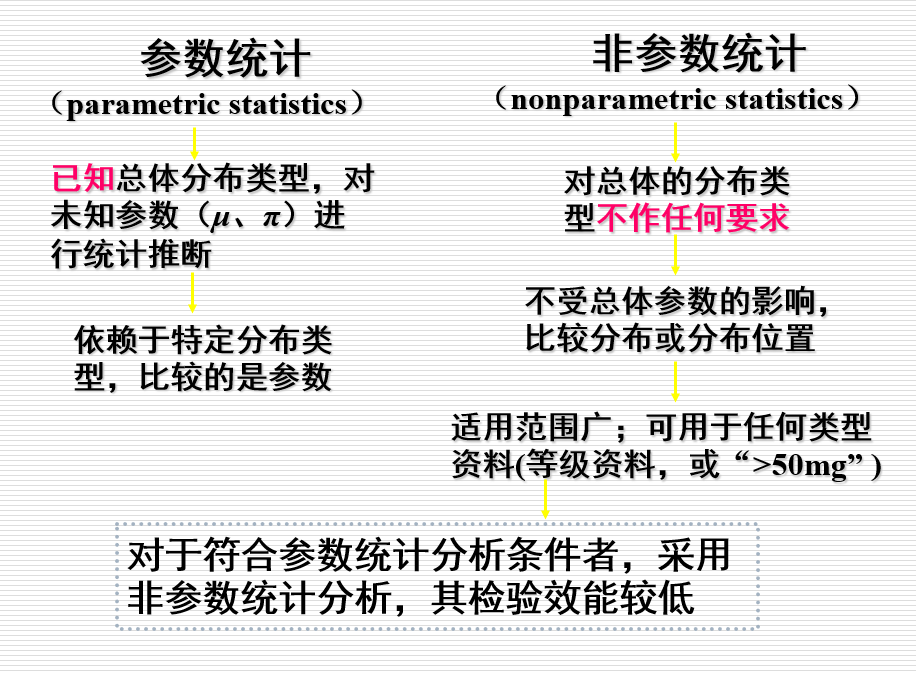 参数统计
（parametric statistics）
已知总体分布类型，对
未知参数（μ、π）进
行统计推断
依赖于特定分布类
型，比较的是参数
非参数统计
（nonparametric statistics）
对总体的分布类
型不作任何要求
不受总体参数的影响，
比较分布或分布位置
适用范围广；可用于任何类型
资料(等级资料，或“>50mg” )
对于符合参数统计分析条件者，采用
非参数统计分析，其检验效能较低